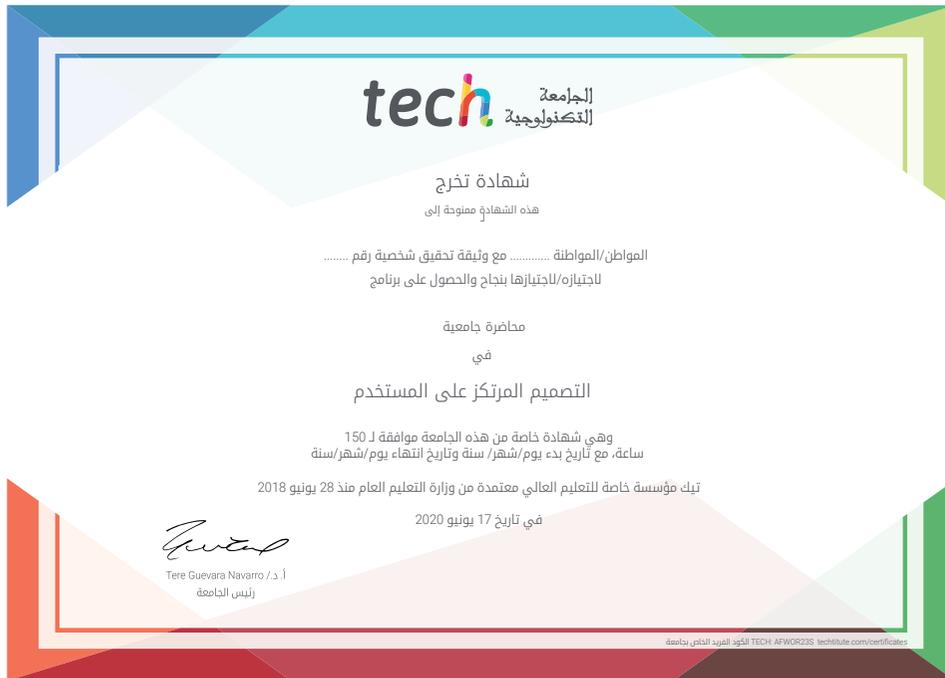 tech الجامعة
التكنولوجية
شهادة تخرج
هذه الشهادة ممنوحة إلى
المواطن/المواطنة ............ مع وثيقة تحقيق شخصية رقم ........
لاجتيازه/لاجتيازها بنجاح والحصول على برنامج
محاضرة جامعية
في
التصميم المرتكز على المستخدم
وهي شهادة خاصة من هذه الجامعة موافقة لـ 150
ساعة، مع تاريخ بدء يوم/شهر/ سنة وتاريخ انتهاء يوم/شهر/سنة
تيك مؤسسة خاصة للتعليم العالي معتمدة من وزارة التعليم العام منذ 28 يونيو 2018
في تاريخ 17 يونيو 2020
أ. د./ Tere Guevara Navarro
رئيس الجامعة
الكود الفريد الخاص بجامعة TECH: AFWOR23S techtitute.com/certificates